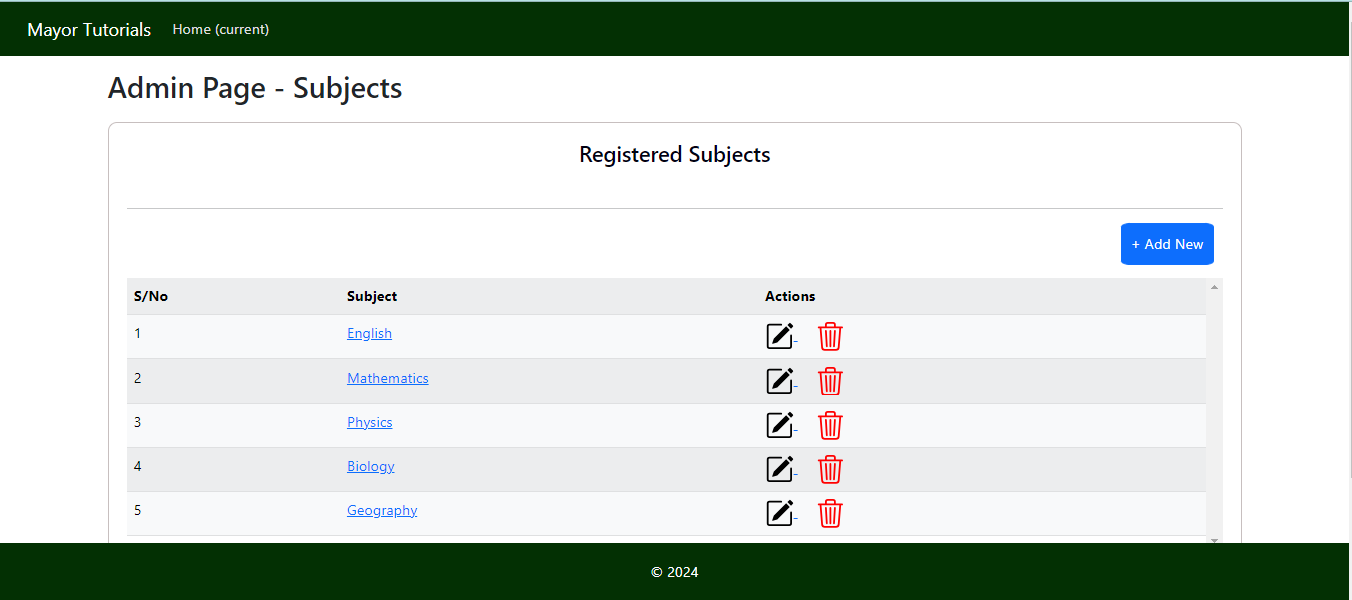 Mayor Tutorials Home (current)
Admin Page - Subjects
Registered Subjects
+ Add New
S/No Subject Actions
1 English
2 Mathematics
3 Physics
4 Biology
5 Geography
© 2024